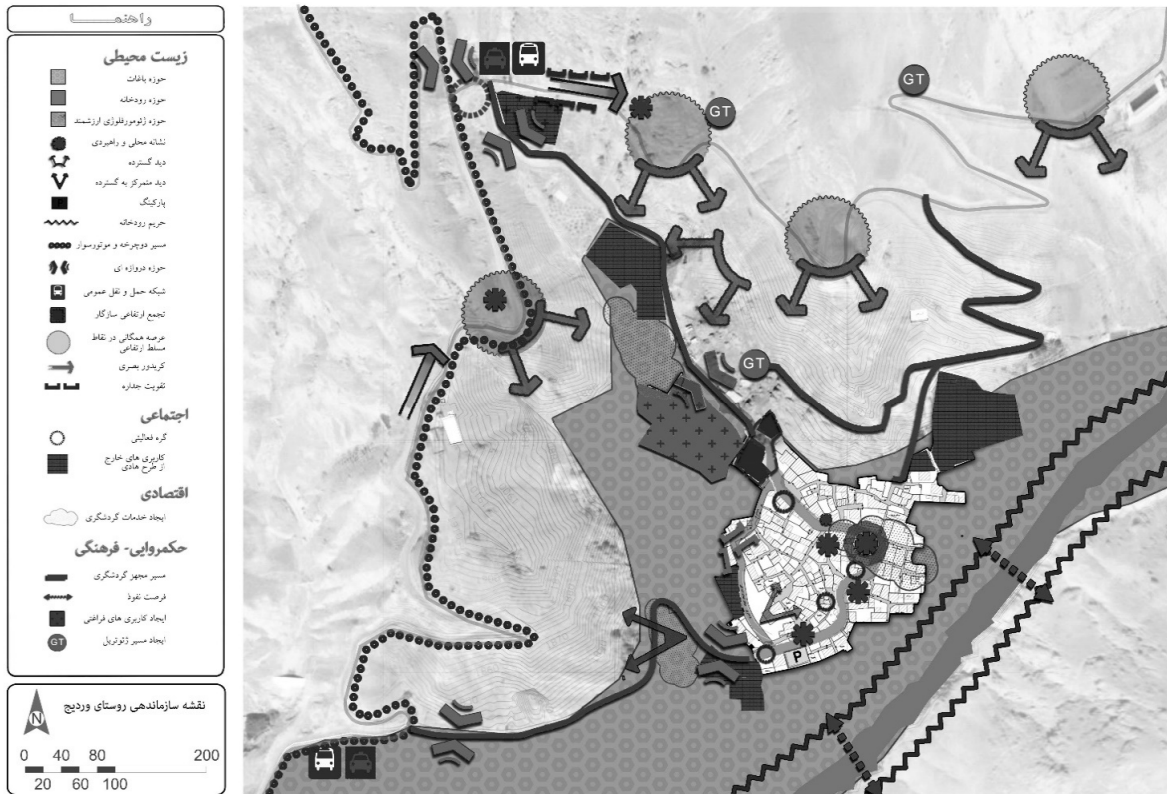 راهنمـــــا
زیست محیطی
حوزه باغات
حوزه رودخانه
حوزه ژئومورفلوژی ارزشمند
نشانه محلی و راهبردی
دید گسترده
دید متمرکز به گسترده
پارکینگ
حریم رودخانه
مسیر دوچرخه و موتورسوار
حوزه دروازه ای
شبکه حمل و نقل عمومی
تجمع ارتفاعی سازگار
عرصه همگانی در نقاط
مسلط ارتفاعی
کریدور بصری
تقویت جداره
اجتماعی
گره فعالیتی
کاربری های خارج
از طرح هادی
اقتصادی
ایجاد خدمات گردشگری
حکمروایی- فرهنگی
مسیر مجهز گردشگری
فرصت نفوذ
ایجاد کاربری های فراغتی
GT ایجاد مسیر ژئوتریل
نقشه سازماندهی روستای وردیج
N
0 40 80 200
20 60 100
GT
GT
GT
P